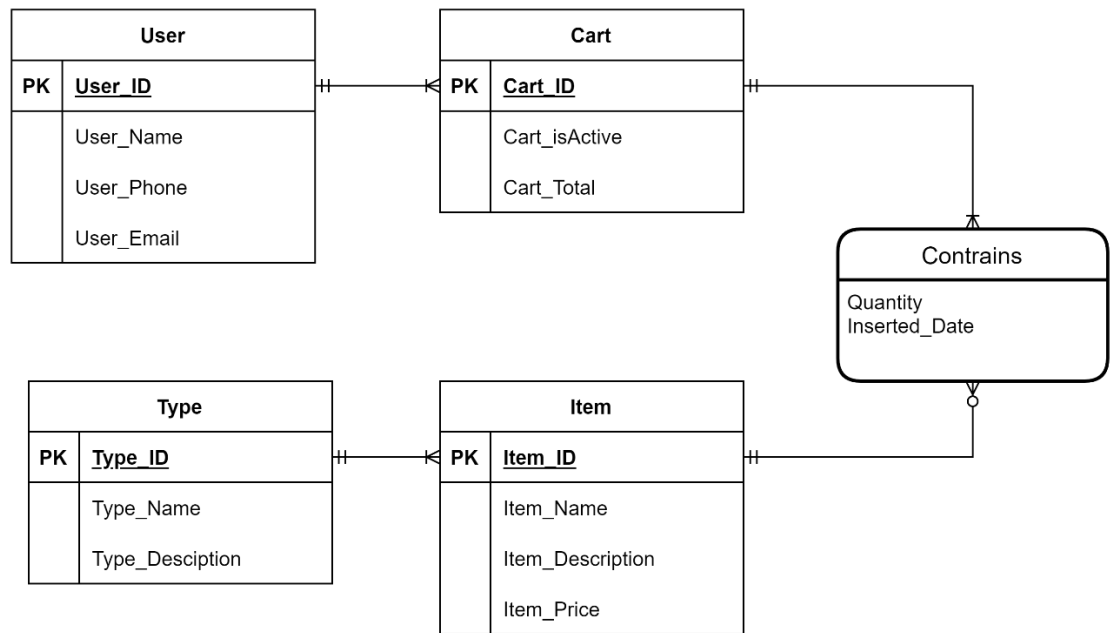 User
PK User_ID
User_Name
User_Phone
User_Email
Cart
PK Cart_ID
Cart_isActive
Cart_Total
Contrains
Quantity
Inserted_Date
Type
PK Type_ID
Type_Name
Type_Desciption
Item
PK Item_ID
Item_Name
Item_Description
Item_Price